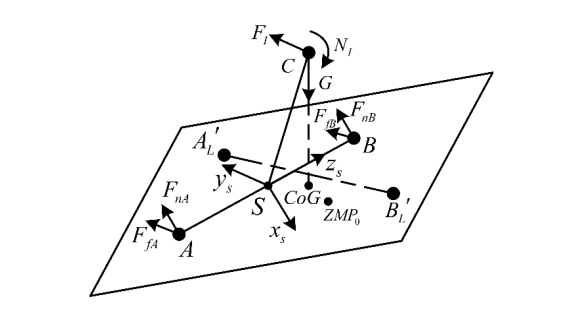 F_I
N_I
C
G
F_nB
F_fB
B
A_L'
z_s
y_s
F_nA
S
CoG
B_L'
ZMP_0
x_s
F_fA
A